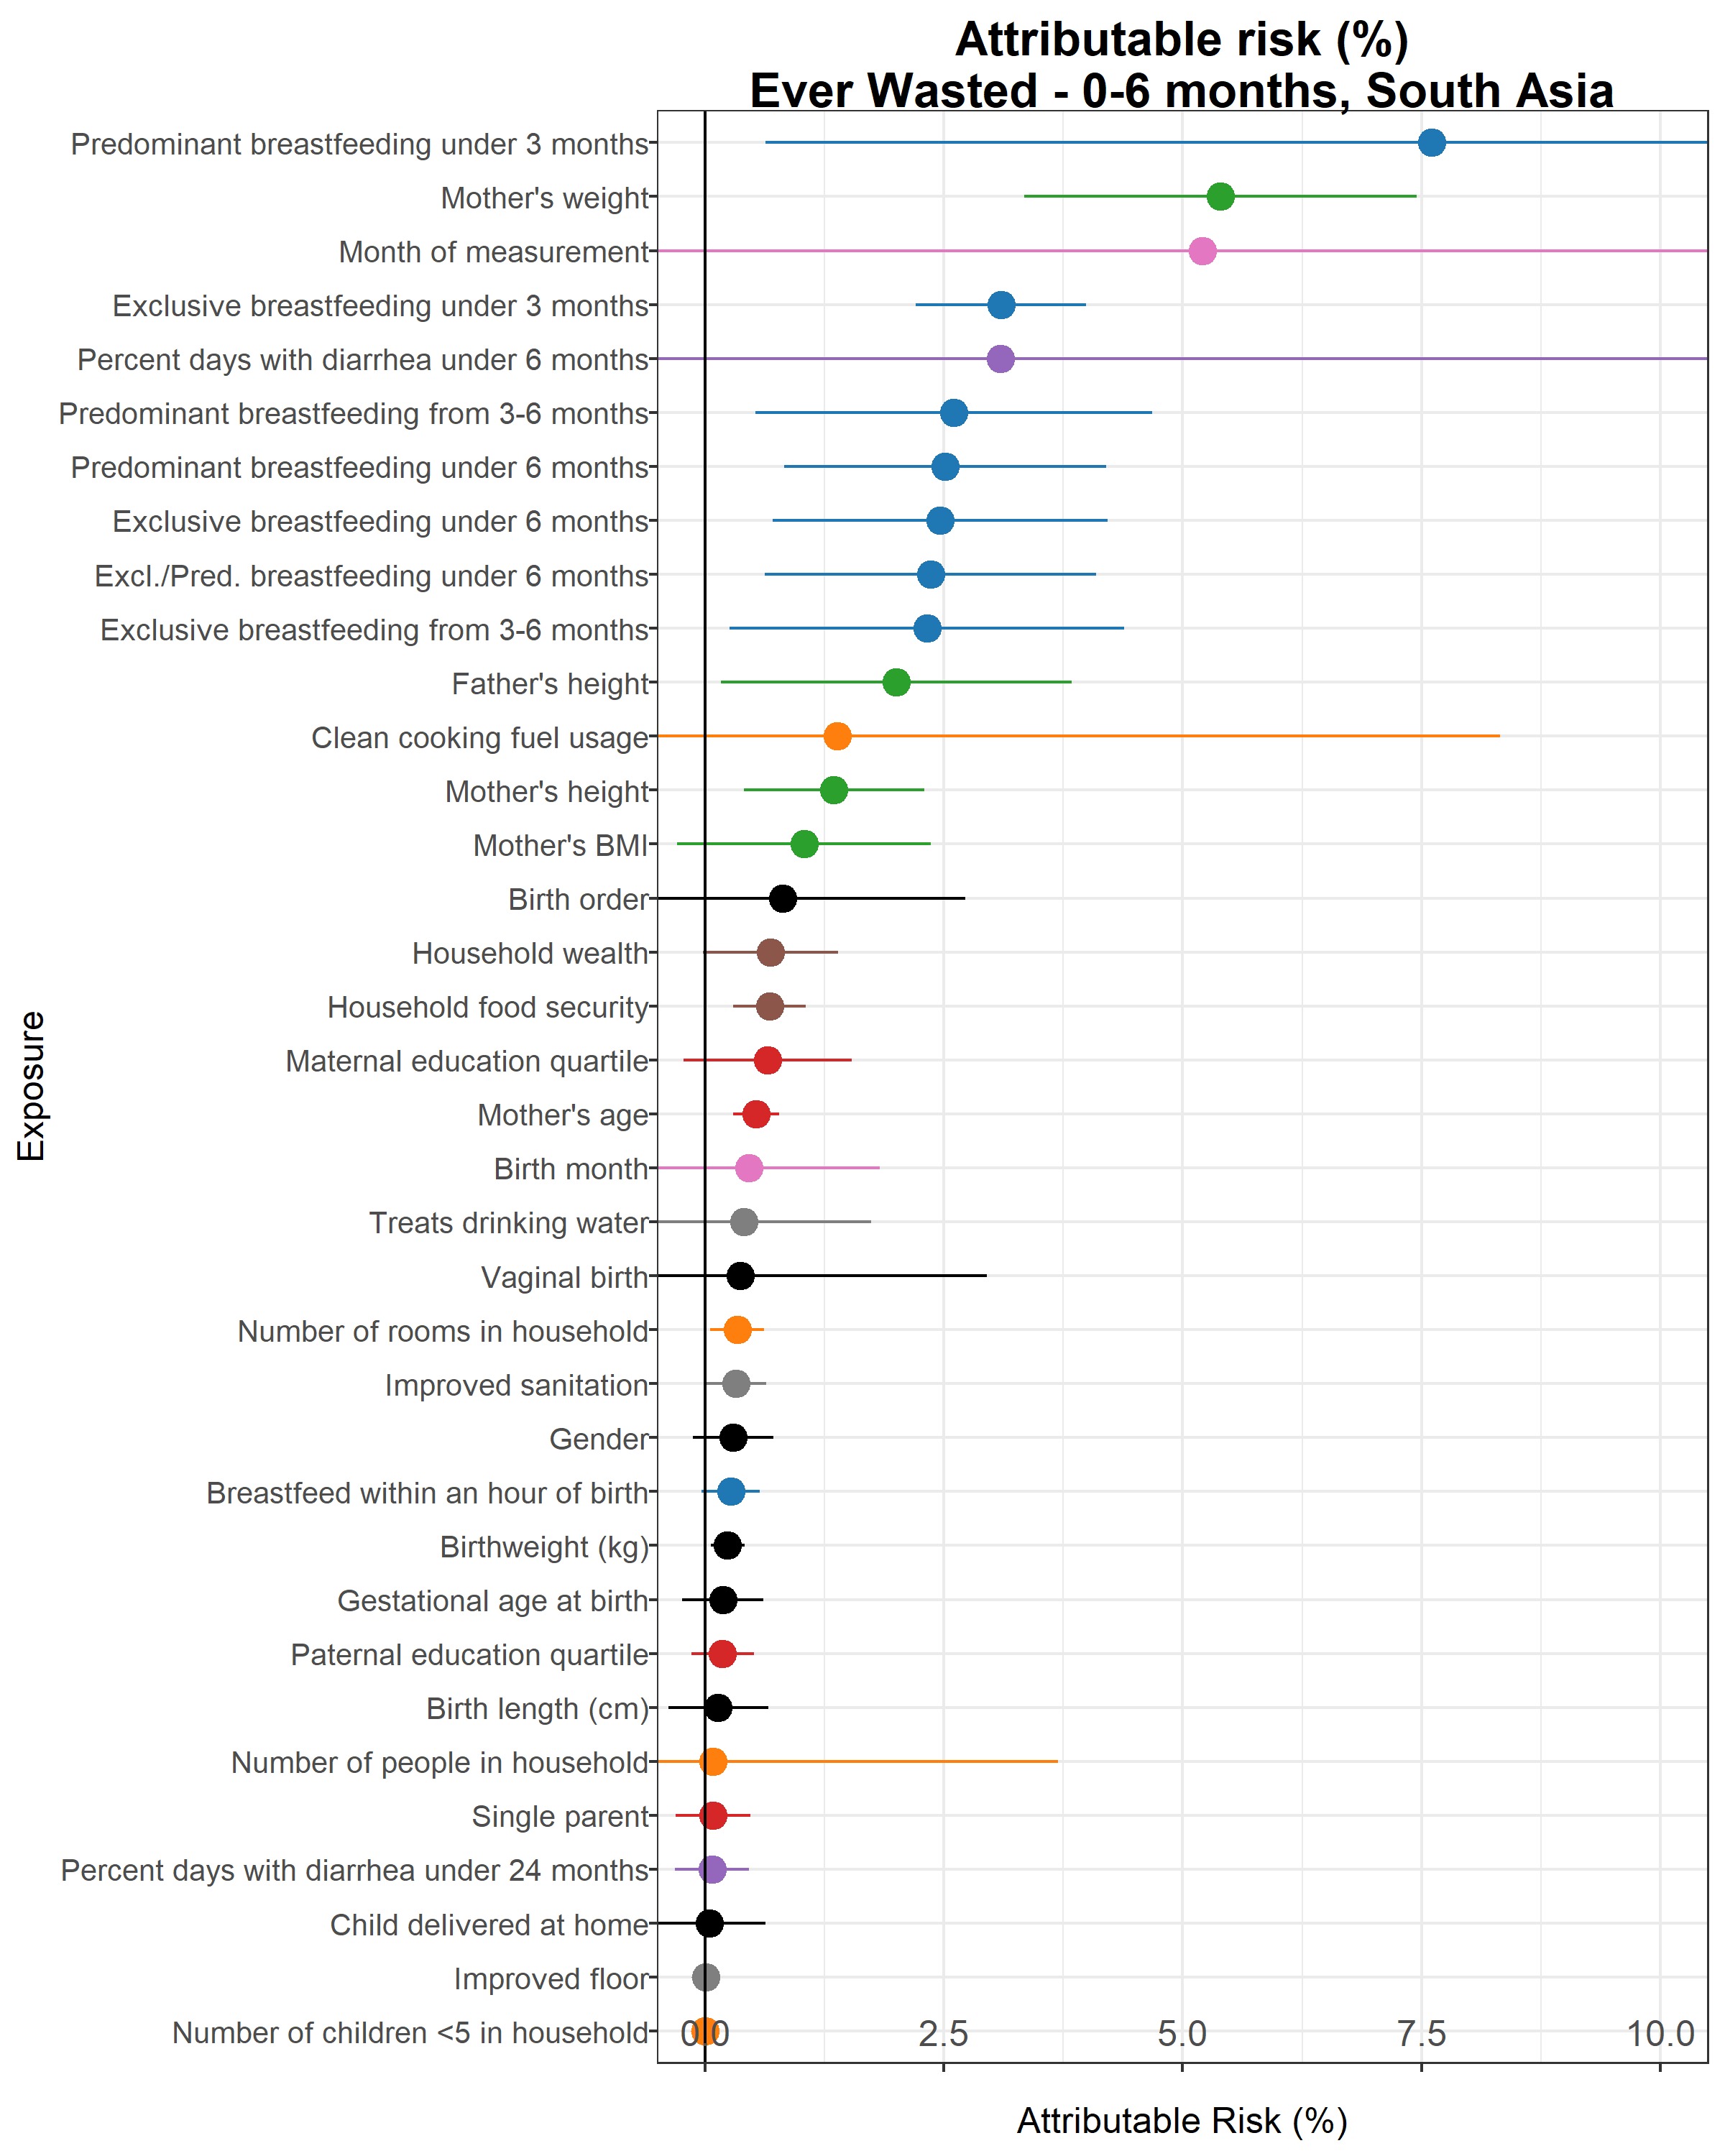 Attributable risk (%)
Ever Wasted - 0-6 months, South Asia
Predominant breastfeeding under 3 months
Mother's weight
Month of measurement
Exclusive breastfeeding under 3 months
Percent days with diarrhea under 6 months
Predominant breastfeeding from 3-6 months
Predominant breastfeeding under 6 months
Exclusive breastfeeding under 6 months
Excl./Pred. breastfeeding under 6 months
Exclusive breastfeeding from 3-6 months
Father's height
Clean cooking fuel usage
Mother's height
Mother's BMI
Birth order
Household wealth
Household food security
Maternal education quartile
Mother's age
Birth month
Treats drinking water
Vaginal birth
Number of rooms in household
Improved sanitation
Gender
Breastfeed within an hour of birth
Birthweight (kg)
Gestational age at birth
Paternal education quartile
Birth length (cm)
Number of people in household
Single parent
Percent days with diarrhea under 24 months
Child delivered at home
Improved floor
Number of children <5 in household
Exposure
0.0 2.5 5.0 7.5 10.0
Attributable Risk (%)